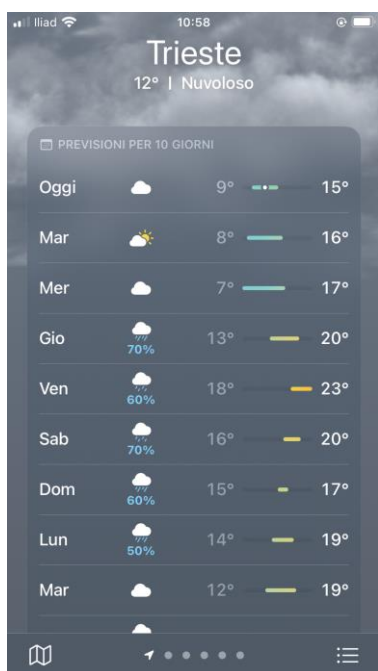 Iliad 10:58
Trieste
12° | Nuvoloso
PREVISIONI PER 10 GIORNI
Oggi 9° 15°
Mar 8° 16°
Mer 7° 17°
Gio 70% 13° 20°
Ven 60% 18° 23°
Sab 70% 16° 20°
Dom 60% 15° 17°
Lun 50% 14° 19°
Mar 12° 19°